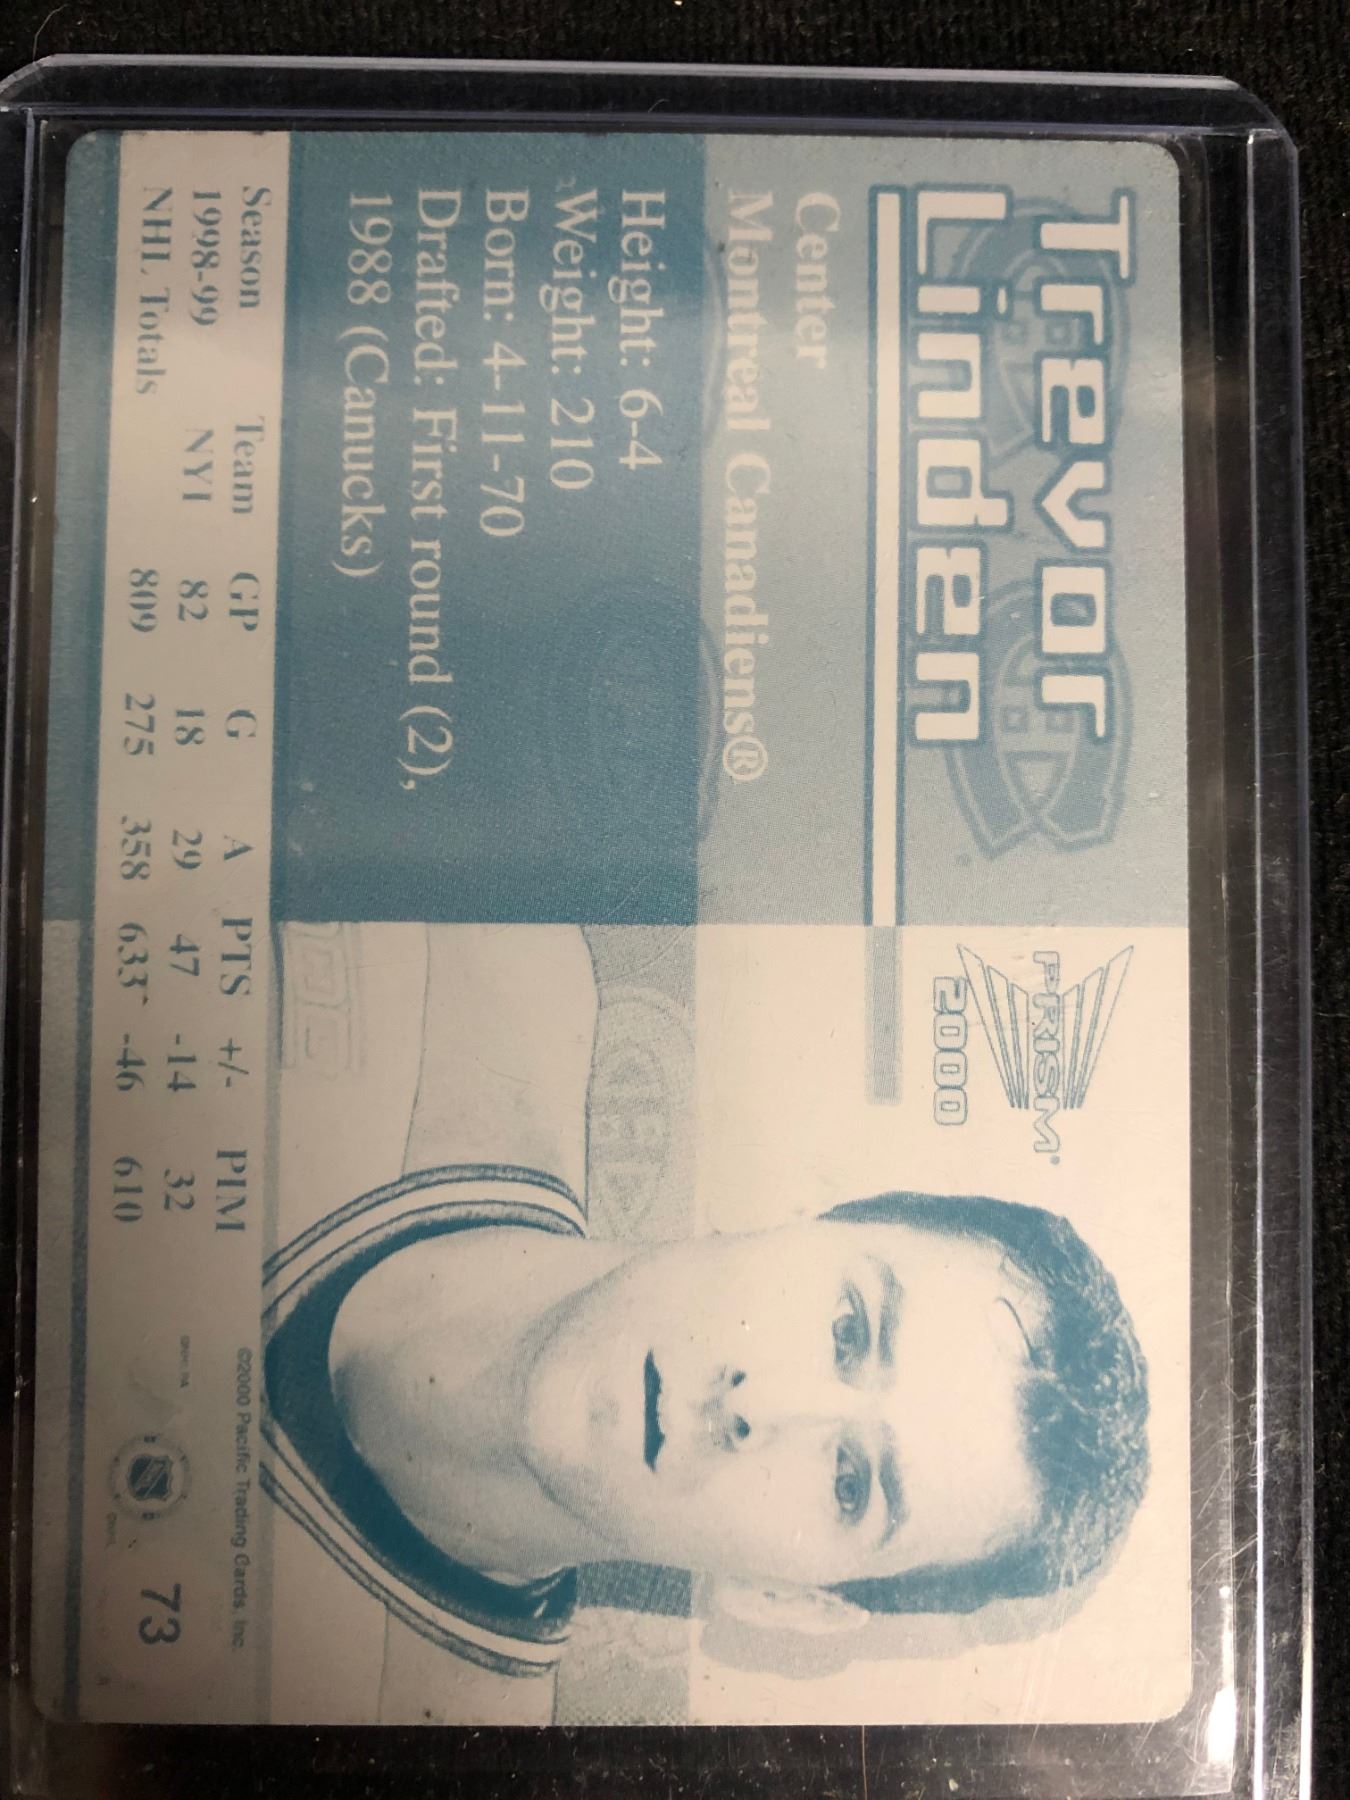 Trevor
Linden
PRISM
2000
Center
Montreal Canadiens®
Height: 6-4
Weight: 210
Born: 4-11-70
Drafted: First round (2),
1988 (Canucks)
Season Team GP G A PTS +/- PIM
1998-99 NYI 82 18 29 47 -14 32
NHL Totals 809 275 358 633 -46 610
©2000 Pacific Trading Cards, Inc.
73